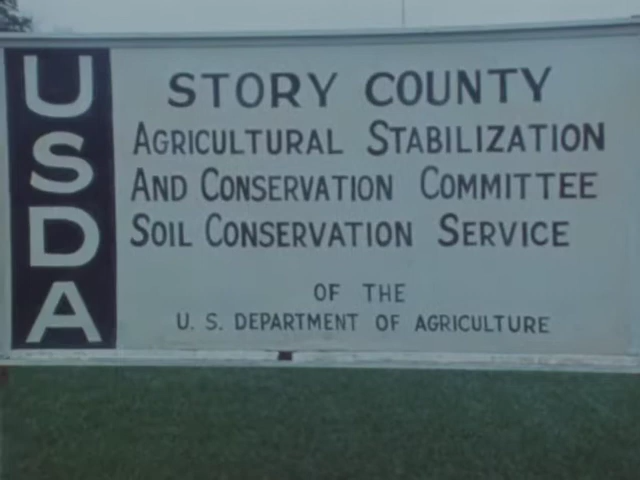 USDA
STORY COUNTY
AGRICULTURAL STABILIZATION
AND CONSERVATION COMMITTEE
SOIL CONSERVATION SERVICE
OF THE
U. S. DEPARTMENT OF AGRICULTURE